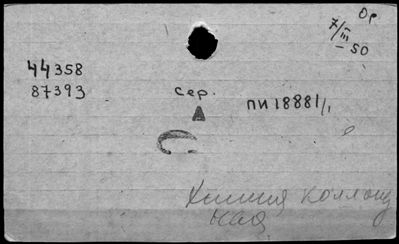 Ор
7/III
– 50
44358
87393
Сер.
А
ПИ 18881/1
Химия коллоид
ная